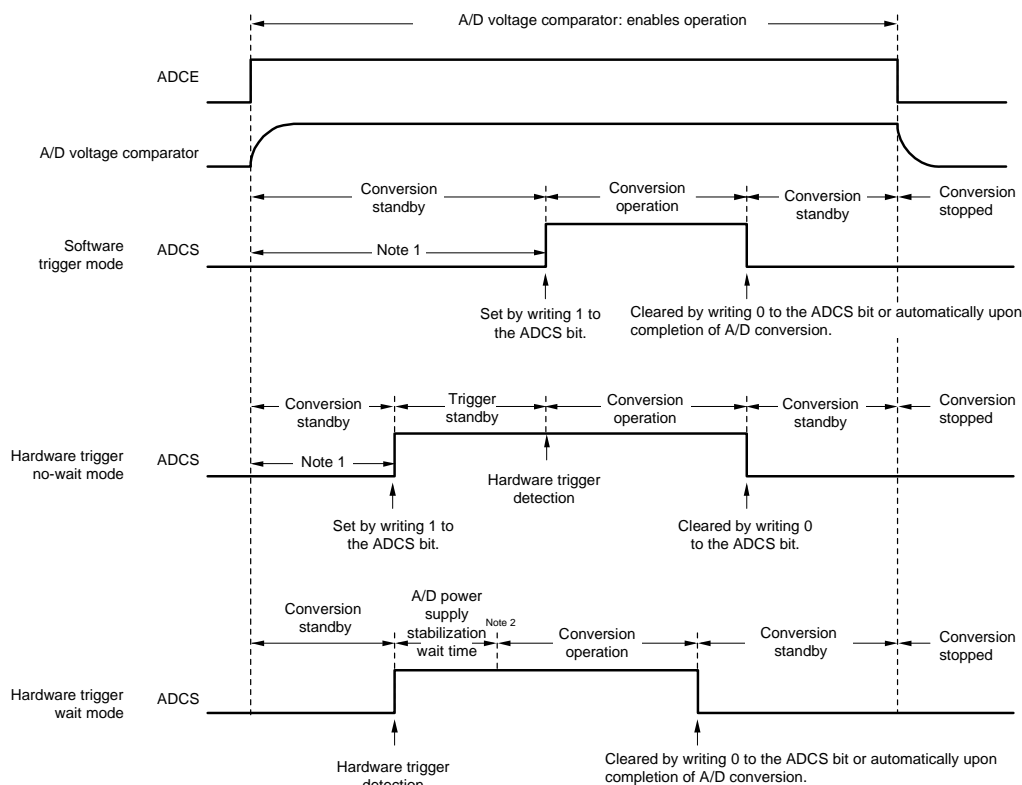 A/D voltage comparator: enables operation
ADCE
A/D voltage comparator
Conversion
standby
Conversion
operation
Conversion
standby
Conversion
stopped
Software
trigger mode
ADCS
Note 1
Set by writing 1 to
the ADCS bit.
Cleared by writing 0 to the ADCS bit or automatically upon
completion of A/D conversion.
Conversion
standby
Trigger
standby
Conversion
operation
Conversion
standby
Conversion
stopped
Hardware trigger
no-wait mode
ADCS
Note 1
Hardware trigger
detection
Set by writing 1 to
the ADCS bit.
Cleared by writing 0
to the ADCS bit.
Conversion
standby
A/D power
supply
stabilization
wait time
Note 2
Conversion
operation
Conversion
standby
Conversion
stopped
Hardware trigger
wait mode
ADCS
Hardware trigger
detection
Cleared by writing 0 to the ADCS bit or automatically upon
completion of A/D conversion.